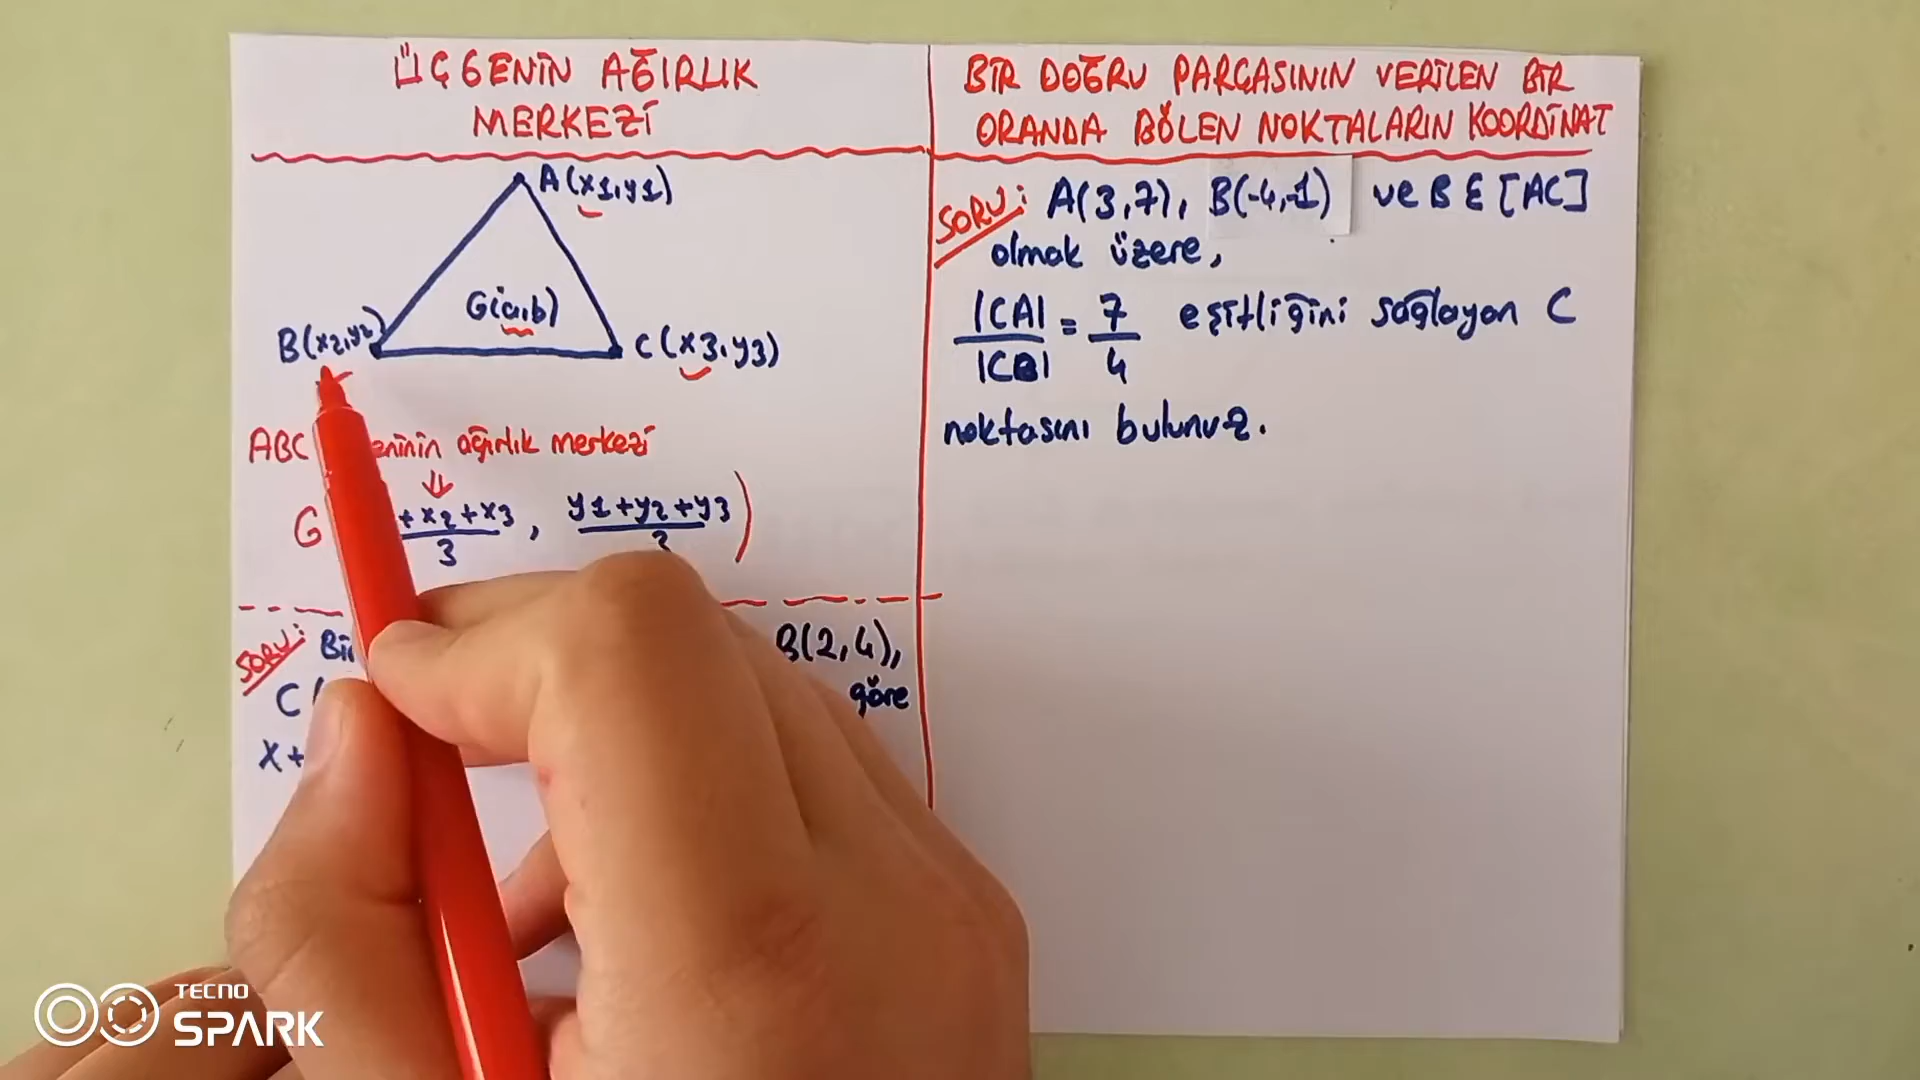 ÜÇGENİN AĞIRLIK
MERKEZİ
A(x1,y1)
G(a,b)
B(x2,y2)
C(x3,y3)
ABC ağırlık merkezi
G +x2+x3 , y1+y2+y3 )
3
SORU: B(2,4),
C( göre
x+
BİR DOĞRU PARÇASININ VERİLEN BİR
ORANDA BÖLEN NOKTALARIN KOORDİNAT
SORU: A(3,7), B(-4,-1) ve B ∈ [AC]
olmak üzere,
|CA| / |CB| = 7/4 eşitliğini sağlayan C
noktasını bulunuz.
TECNO
SPARK